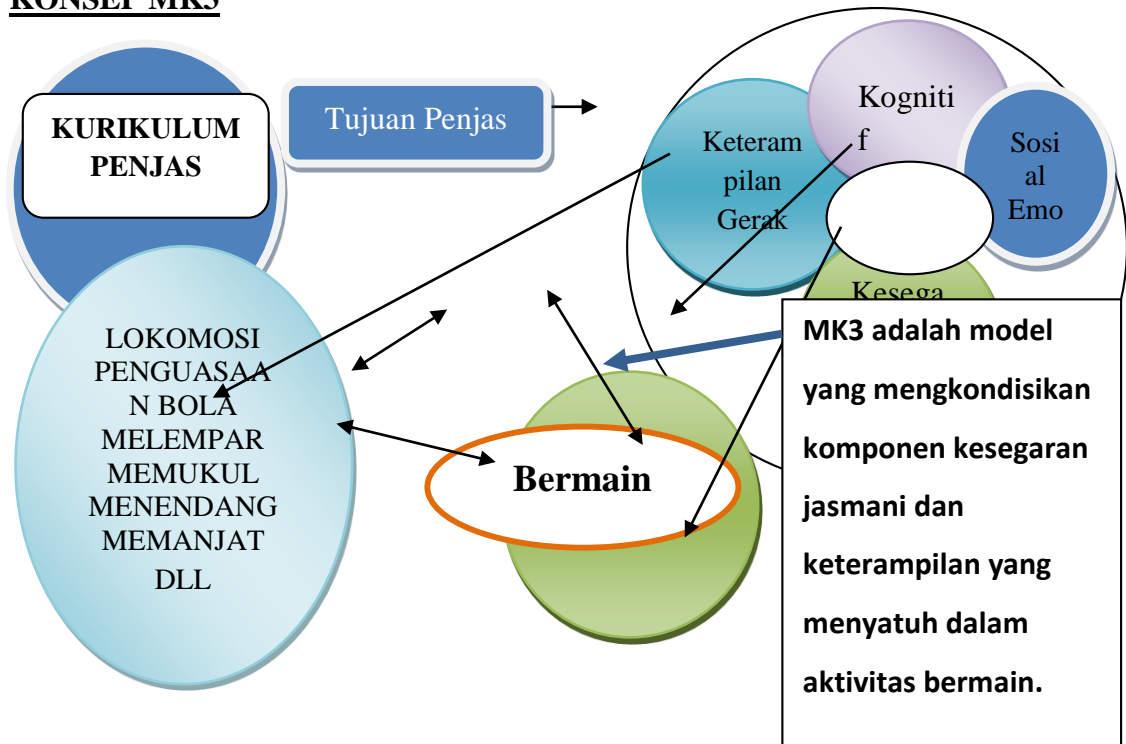 KONSEP MK3
KURIKULUM
PENJAS
Tujuan Penjas
Keteram
pilan
Gerak
Kogniti
f
Sosi
al
Emo
Kesega
LOKOMOSI
PENGUASAA
N BOLA
MELEMPAR
MEMUKUL
MENENDANG
MEMANJAT
DLL
Bermain
MK3 adalah model
yang mengkondisikan
komponen kesegaran
jasmani dan
keterampilan yang
menyatuh dalam
aktivitas bermain.